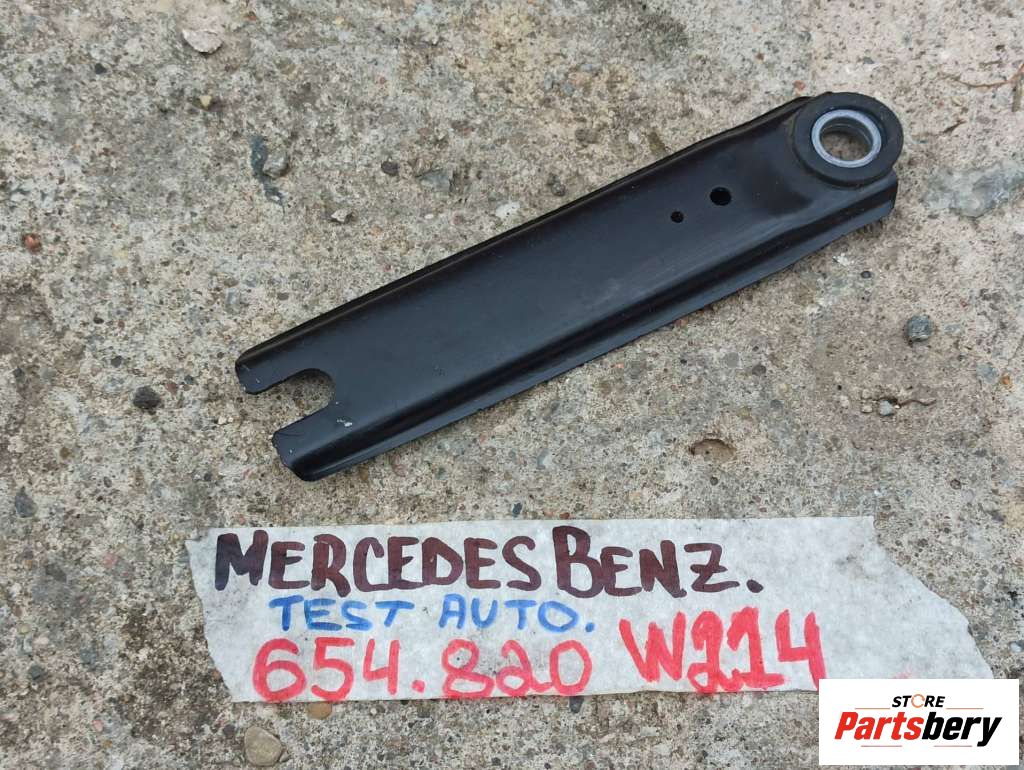 MERCEDES BENZ.
TEST AUTO.
654.820 W214
STORE
Partsbery